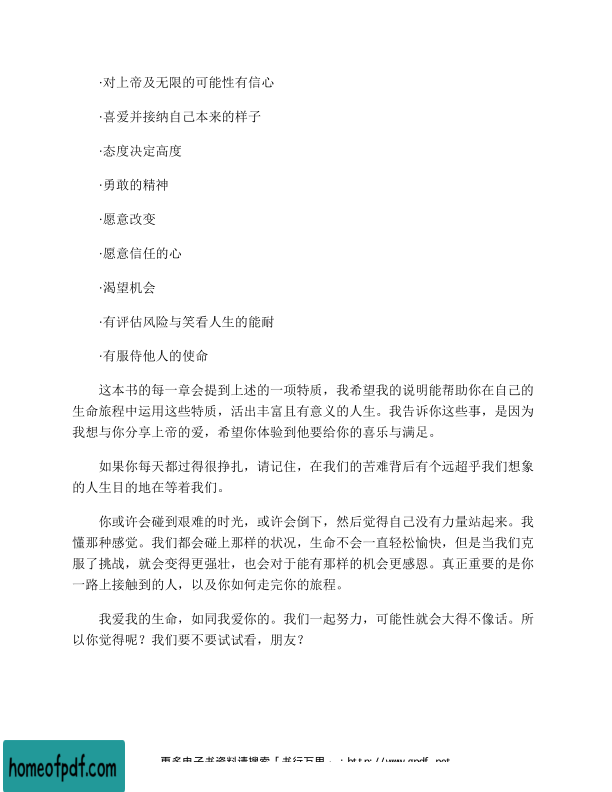 ·对上帝及无限的可能性有信心
·喜爱并接纳自己本来的样子
·态度决定高度
·勇敢的精神
·愿意改变
·愿意信任的心
·渴望机会
·有评估风险与笑看人生的能耐
·有服侍他人的使命
这本书的每一章会提到上述的一项特质，我希望我的说明能帮助你在自己的
生命旅程中运用这些特质，活出丰富且有意义的人生。我告诉你这些事，是因为
我想与你分享上帝的爱，希望你体验到他要给你的喜乐与满足。
如果你每天都过得很挣扎，请记住，在我们的苦难背后有个远超乎我们想象
的人生目的地在等着我们。
你或许会碰到艰难的时光，或许会倒下，然后觉得自己没有力量站起来。我
懂那种感觉。我们都会碰上那样的状况，生命不会一直轻松愉快，但是当我们克
服了挑战，就会变得更强壮，也会对于能有那样的机会更感恩。真正重要的是你
一路上接触到的人，以及你如何走完你的旅程。
我爱我的生命，如同我爱你的。我们一起努力，可能性就会大得不像话。所
以你觉得呢？我们要不要试试看，朋友？
更多电子书资料请搜索「书行万里」：http://www.gpdf.net
homeofpdf.com